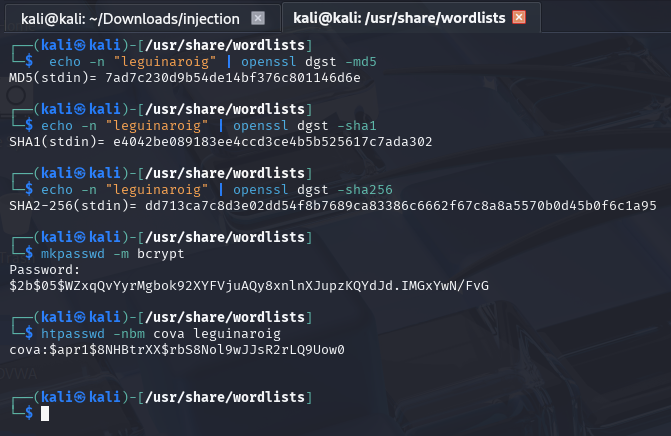 kali@kali: ~/Downloads/injection
kali@kali: /usr/share/wordlists
┌──(kali㉿kali)-[/usr/share/wordlists]
└─$ echo -n "leguinaroig" | openssl dgst -md5
MD5(stdin)= 7ad7c230d9b54de14bf376c801146d6e
┌──(kali㉿kali)-[/usr/share/wordlists]
└─$ echo -n "leguinaroig" | openssl dgst -sha1
SHA1(stdin)= e4042be089183ee4ccd3ce4b5b525617c7ada302
┌──(kali㉿kali)-[/usr/share/wordlists]
└─$ echo -n "leguinaroig" | openssl dgst -sha256
SHA2-256(stdin)= dd713ca7c8d3e02dd54f8b7689ca83386c6662f67c8a8a5570b0d45b0f6c1a95
┌──(kali㉿kali)-[/usr/share/wordlists]
└─$ mkpasswd -m bcrypt
Password:
$2b$05$WZxqQvYyrMgbok92XYFVjuAQy8xnlnXJupzKQYdJd.IMGxYwN/FvG
┌──(kali㉿kali)-[/usr/share/wordlists]
└─$ htpasswd -nbm cova leguinaroig
cova:$apr1$8NHBtrXX$rbS8Nol9wJJsR2rLQ9Uow0
┌──(kali㉿kali)-[/usr/share/wordlists]
└─$